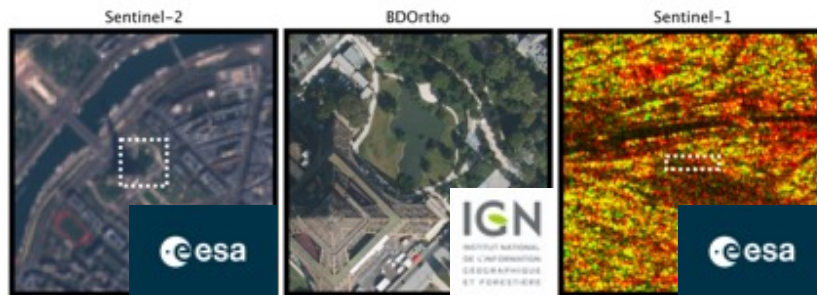 Sentinel-2
BDOrtho
Sentinel-1
esa
IGN
INSTITUT NATIONAL
DE L'INFORMATION
GÉOGRAPHIQUE
ET FORESTIÈRE
esa